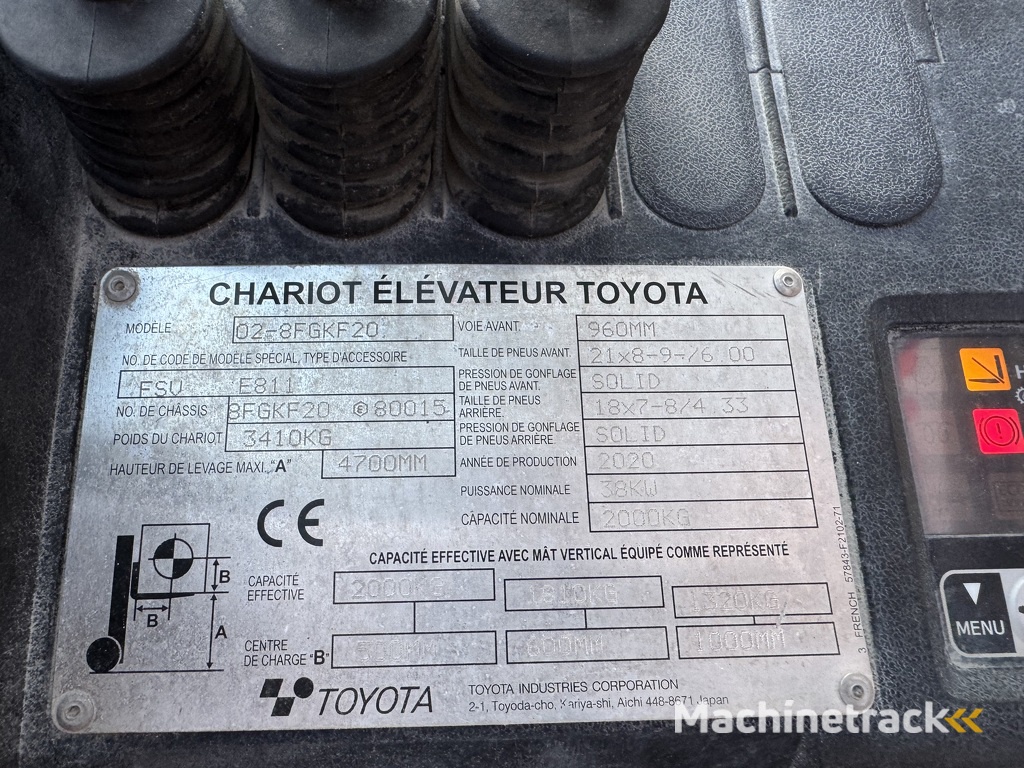 CHARIOT ÉLÉVATEUR TOYOTA
MODÈLE 02-8FGKF20
NO. DE CODE DE MODÈLE SPÉCIAL, TYPE D'ACCESSOIRE
FSV E811
NO. DE CHÂSSIS 8FGKF20 ©80015
POIDS DU CHARIOT 3410KG
HAUTEUR DE LEVAGE MAXI., "A" 4700MM
VOIE AVANT. 960MM
TAILLE DE PNEUS AVANT. 21x8-9-/6.00
PRESSION DE GONFLAGE
DE PNEUS AVANT. SOLID
TAILLE DE PNEUS
ARRIÈRE. 18x7-8/4.33
PRESSION DE GONFLAGE
DE PNEUS ARRIÈRE. SOLID
ANNÉE DE PRODUCTION 2020
PUISSANCE NOMINALE 38KW
CAPACITÉ NOMINALE 2000KG
CE
CAPACITÉ EFFECTIVE AVEC MÂT VERTICAL ÉQUIPÉ COMME REPRÉSENTÉ
CAPACITÉ
EFFECTIVE 2000KG
CENTRE
DE CHARGE "B" 600MM 1000MM
B
B
A
TOYOTA
TOYOTA INDUSTRIES CORPORATION
2-1, Toyoda-cho, Kariya-shi, Aichi 448-8671 Japan
3 FRENCH 57843-F2102-71
H
MENU
Machinetrack